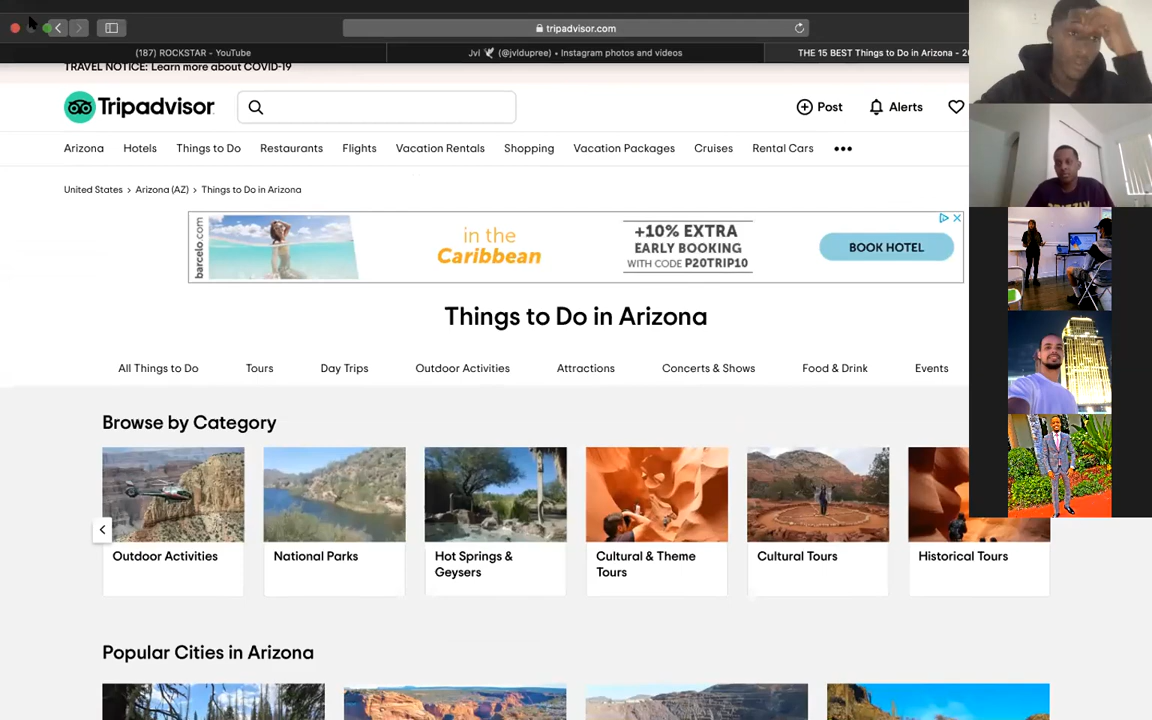 tripadvisor.com
(187) ROCKSTAR - YouTube
Jvl 🕊 (@jvldupree) • Instagram photos and videos
THE 15 BEST Things to Do in Arizona - 20
TRAVEL NOTICE: Learn more about COVID-19
Tripadvisor
Post
Alerts
Arizona
Hotels
Things to Do
Restaurants
Flights
Vacation Rentals
Shopping
Vacation Packages
Cruises
Rental Cars
United States > Arizona (AZ) > Things to Do in Arizona
barcelo.com
in the
Caribbean
+10% EXTRA
EARLY BOOKING
WITH CODE P20TRIP10
BOOK HOTEL
Things to Do in Arizona
All Things to Do
Tours
Day Trips
Outdoor Activities
Attractions
Concerts & Shows
Food & Drink
Events
Browse by Category
Outdoor Activities
National Parks
Hot Springs &
Geysers
Cultural & Theme
Tours
Cultural Tours
Historical Tours
Popular Cities in Arizona